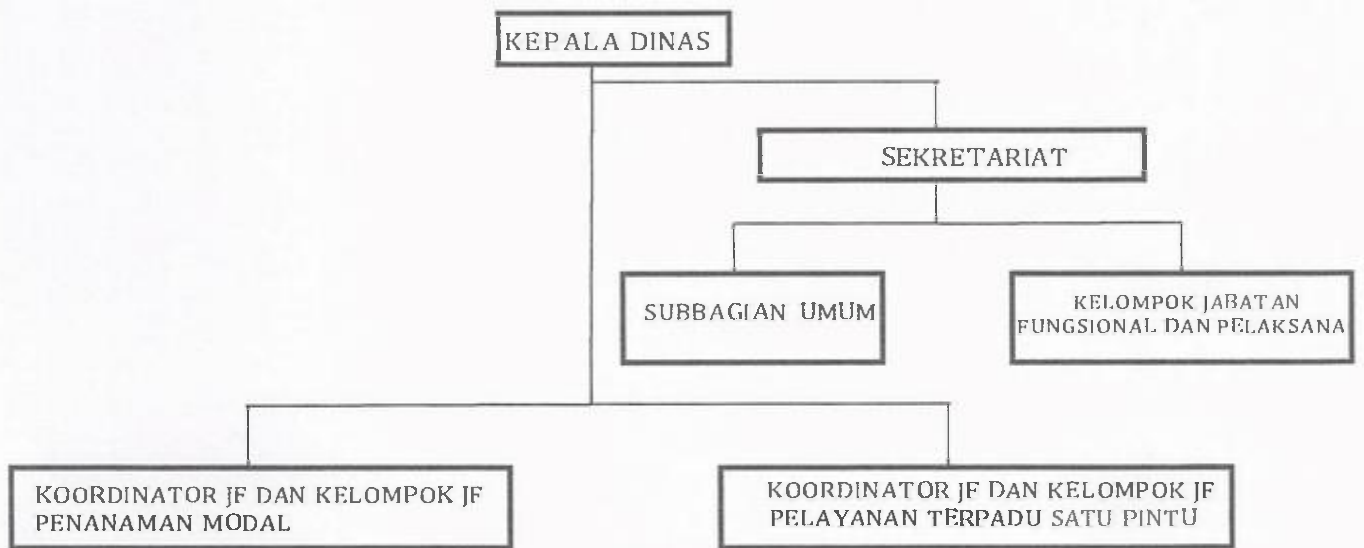 KEPALA DINAS
SEKRETARIAT
SUBBAGIAN UMUM
KELOMPOK JABATAN
FUNGSIONAL DAN PELAKSANA
KOORDINATOR JF DAN KELOMPOK JF
PENANAMAN MODAL
KOORDINATOR JF DAN KELOMPOK JF
PELAYANAN TERPADU SATU PINTU